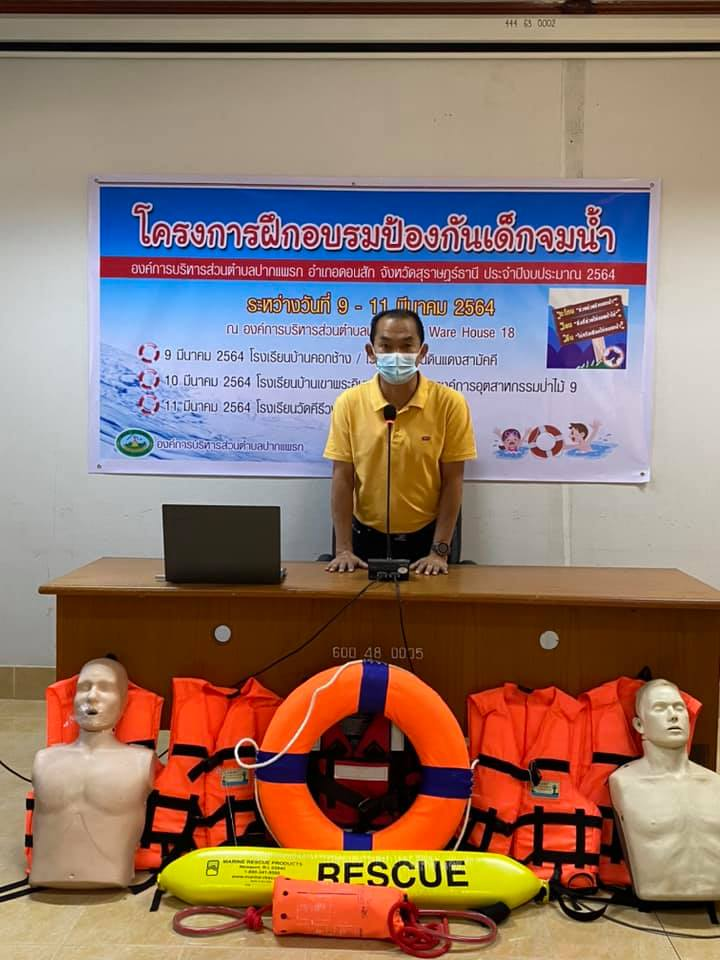 444 63 0002
โครงการฝึกอบรมป้องกันเด็กจมน้ำ
องค์การบริหารส่วนตำบลปากแพรก อำเภอดอนสัก จังหวัดสุราษฎร์ธานี ประจำปีงบประมาณ 2564
ระหว่างวันที่ 9 - 11 มีนาคม 2564
ณ องค์การบริหารส่วนตำบล Ware House 18
9 มีนาคม 2564 โรงเรียนบ้านคอกช้าง / ดินแดงสามัคคี
10 มีนาคม 2564 โรงเรียนบ้านเขาพระอิน องค์การอุตสาหกรรมป่าไม้ 9
11 มีนาคม 2564 โรงเรียนวัดคีรีวง
องค์การบริหารส่วนตำบลปากแพรก
600 48 0005
MARINE RESCUE PRODUCTS
RESCUE